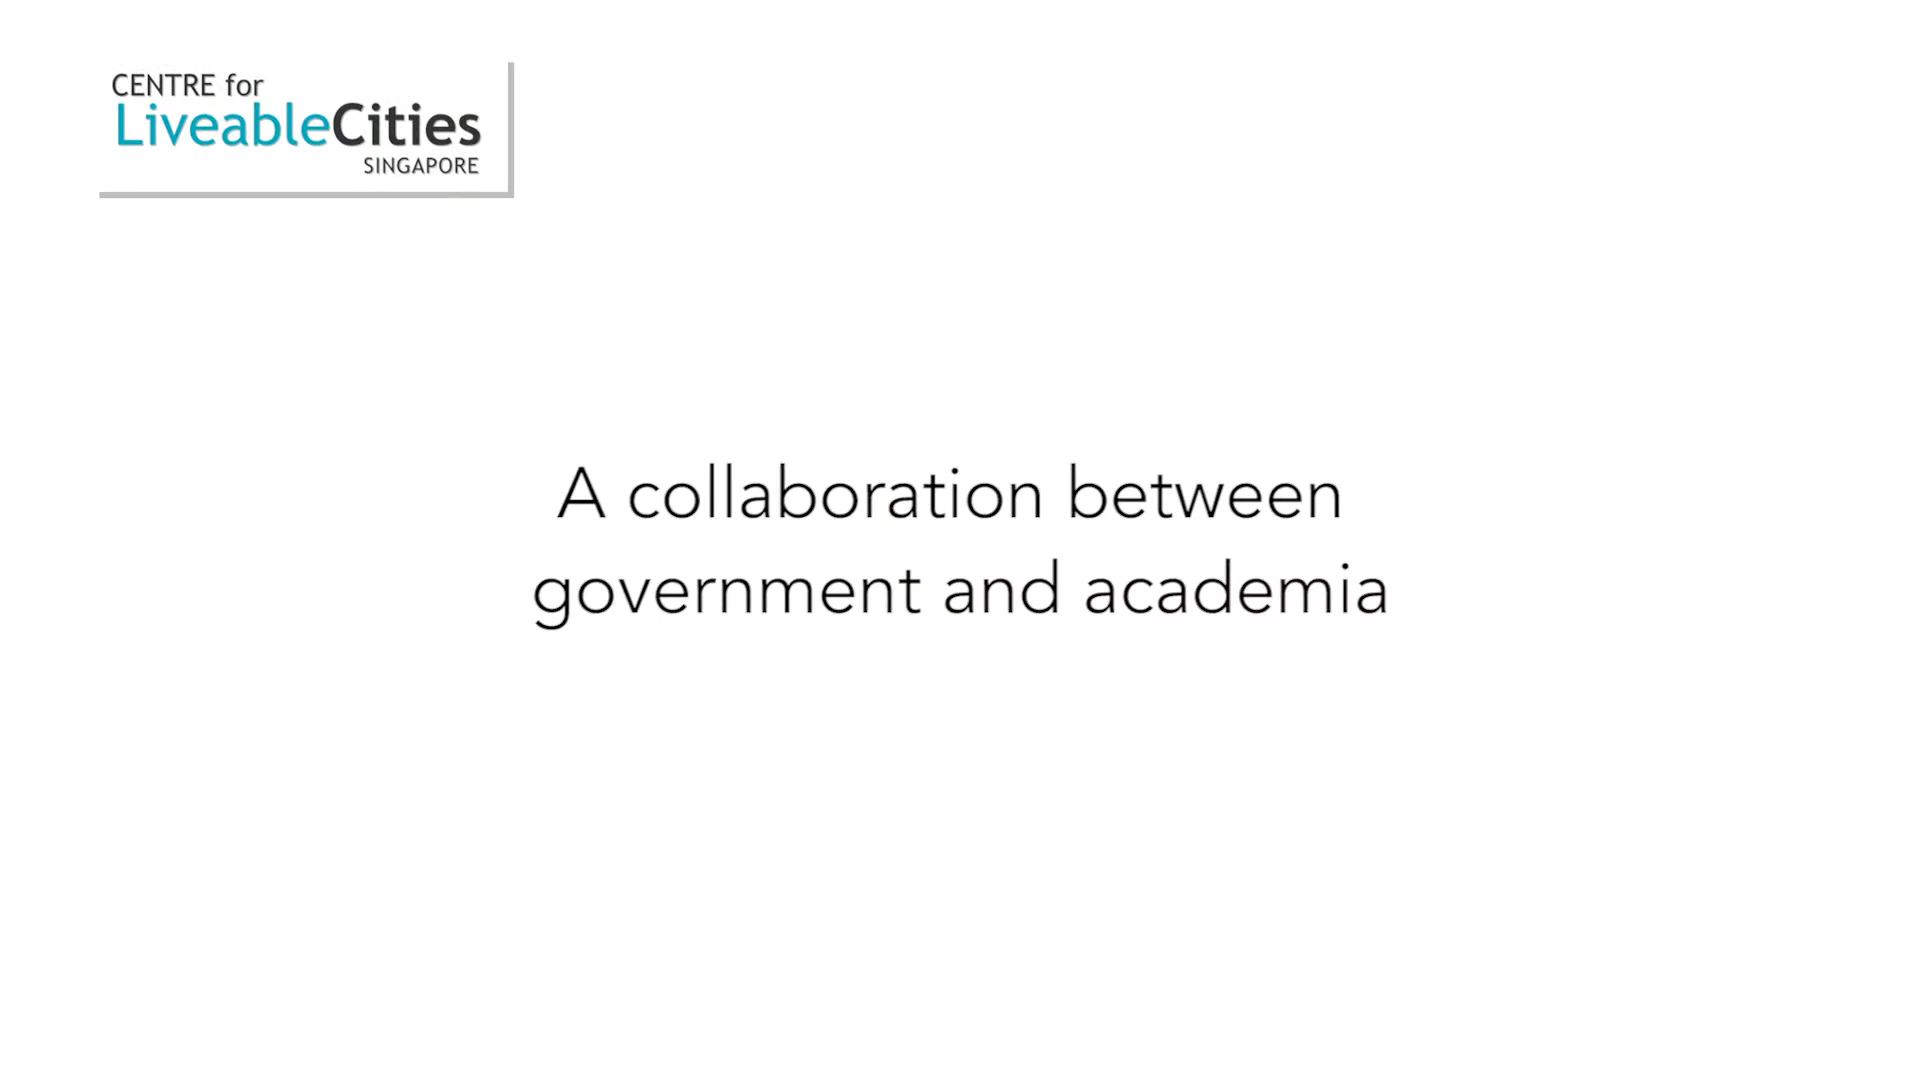 CENTRE for
LiveableCities
SINGAPORE
A collaboration between
government and academia